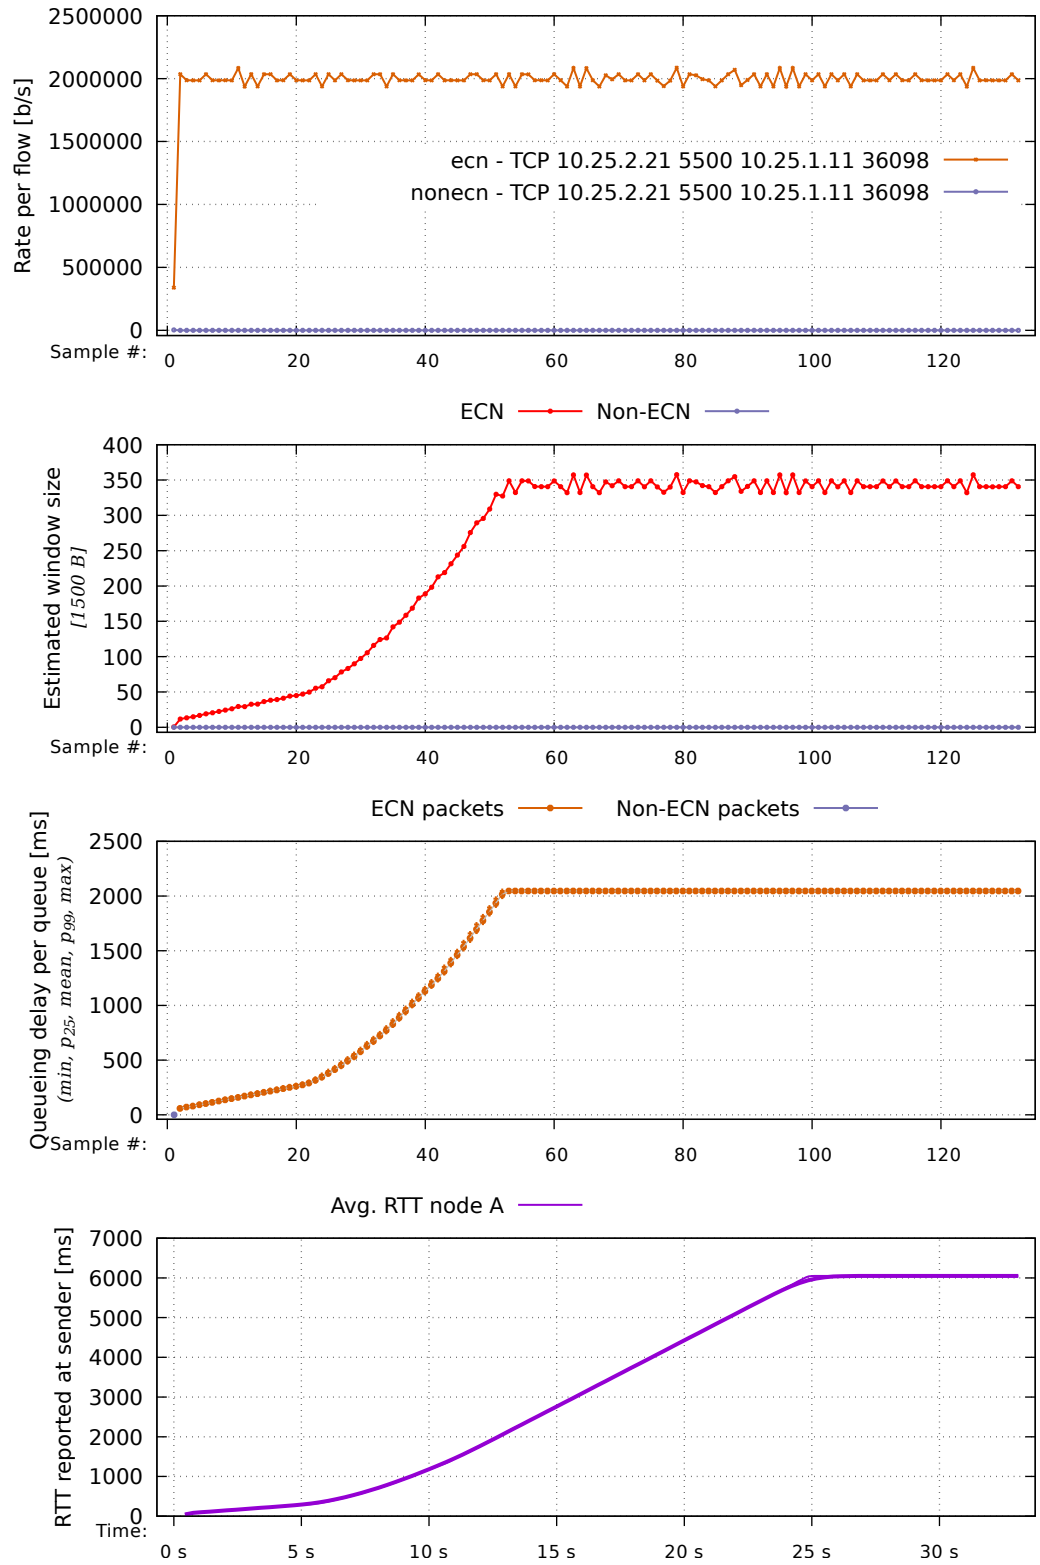 2500000
2000000
1500000
1000000
500000
0
Rate per flow [b/s]
ecn - TCP 10.25.2.21 5500 10.25.1.11 36098
nonecn - TCP 10.25.2.21 5500 10.25.1.11 36098
Sample #: 0 20 40 60 80 100 120
ECN Non-ECN
400
350
300
250
200
150
100
50
0
Estimated window size
[1500 B]
Sample #: 0 20 40 60 80 100 120
ECN packets Non-ECN packets
2500
2000
1500
1000
500
0
Queueing delay per queue [ms]
(min, p25, mean, p99, max)
Sample #: 0 20 40 60 80 100 120
Avg. RTT node A
7000
6000
5000
4000
3000
2000
1000
0
RTT reported at sender [ms]
Time: 0 s 5 s 10 s 15 s 20 s 25 s 30 s